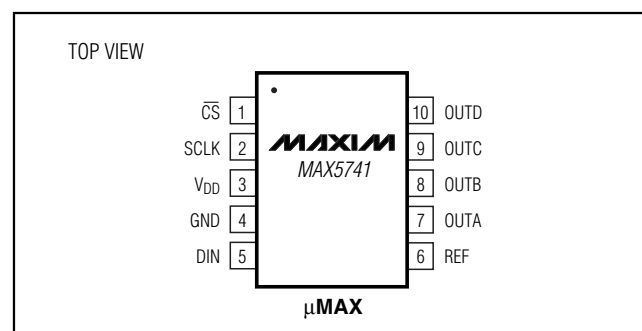 TOP VIEW
C̅S̅ 1
SCLK 2
VDD 3
GND 4
DIN 5
MAXIM
MAX5741
10 OUTD
9 OUTC
8 OUTB
7 OUTA
6 REF
μMAX